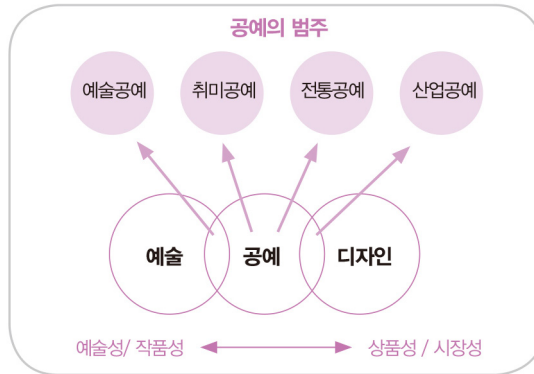 공예의 범주
예술공예 취미공예 전통공예 산업공예
예술 공예 디자인
예술성/ 작품성 상품성 / 시장성